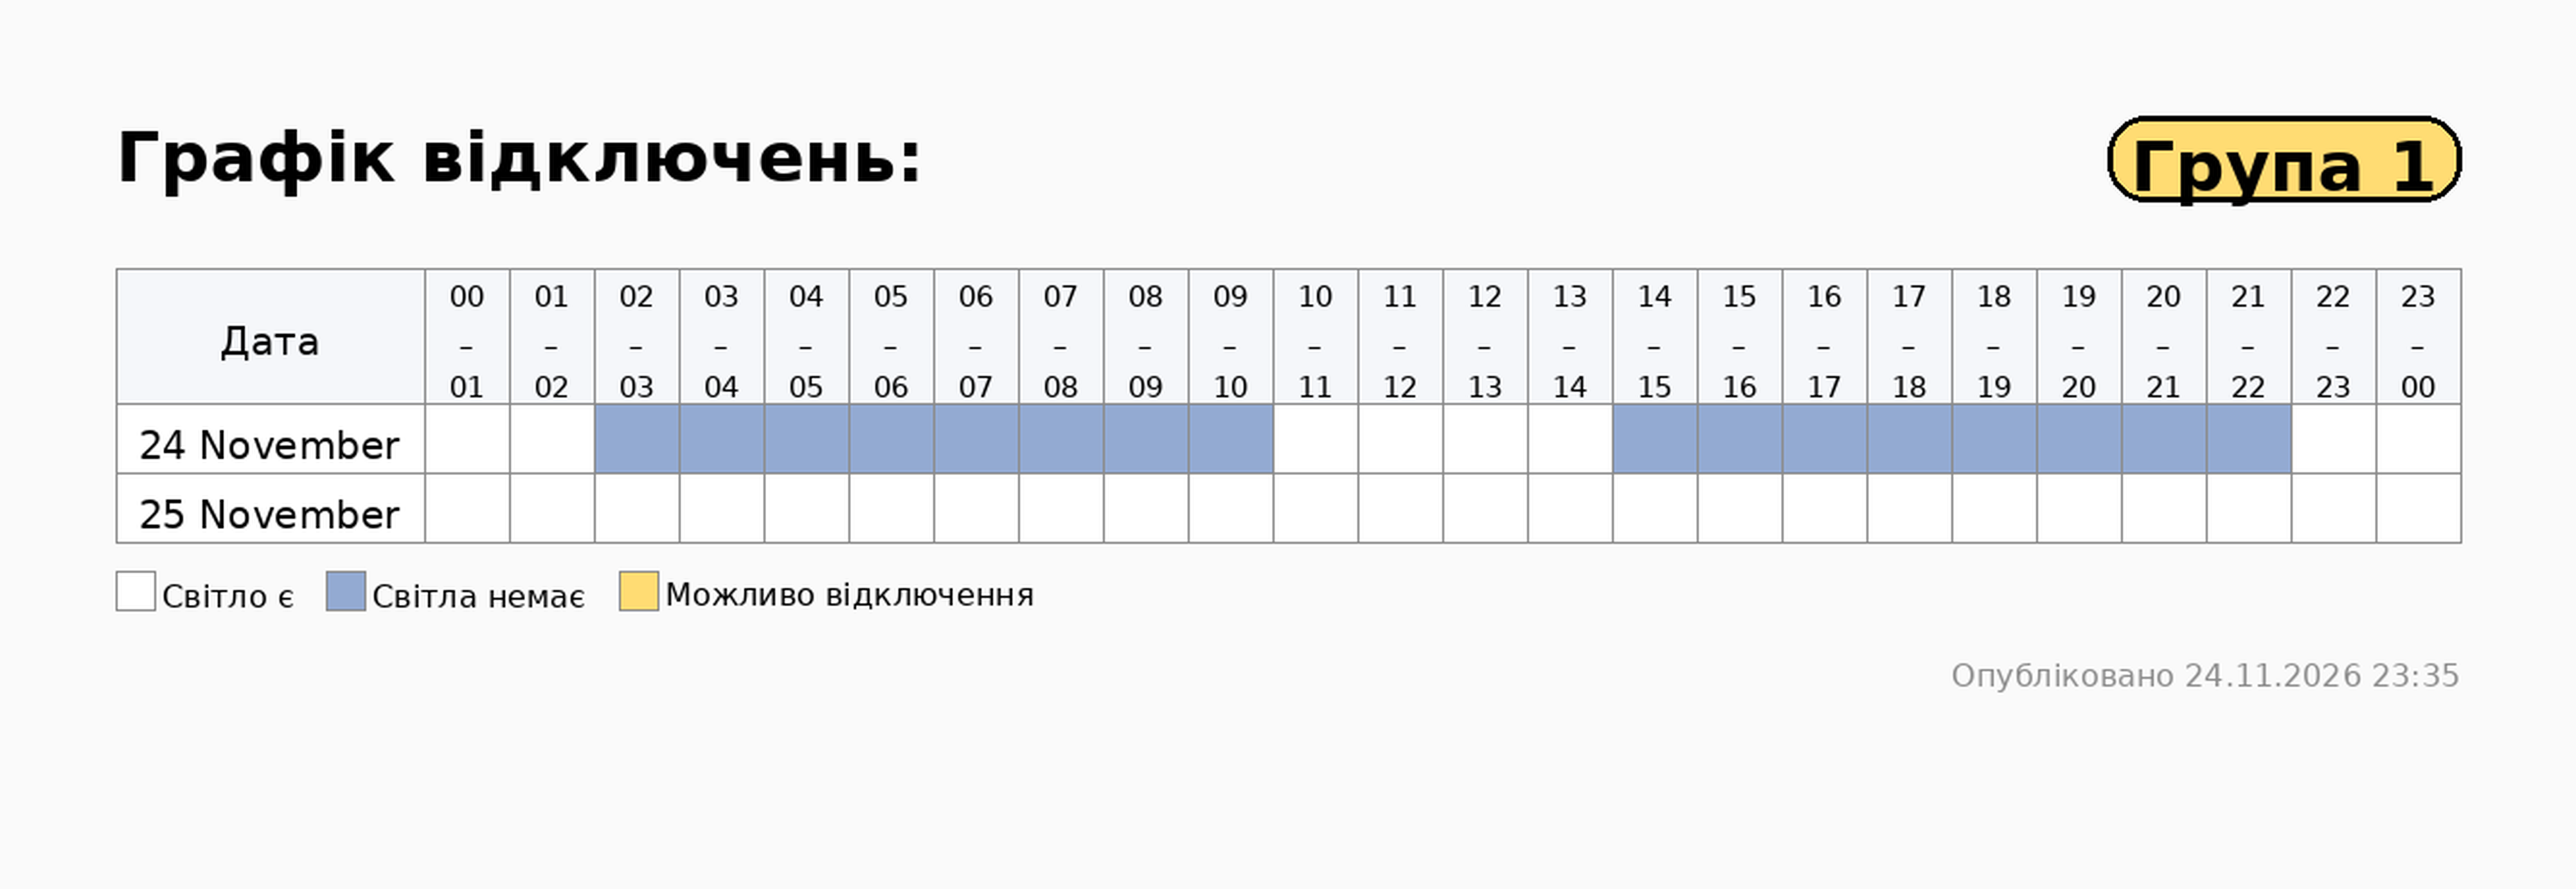 Графік відключень:
Група 1
Дата
00 – 01
01 – 02
02 – 03
03 – 04
04 – 05
05 – 06
06 – 07
07 – 08
08 – 09
09 – 10
10 – 11
11 – 12
12 – 13
13 – 14
14 – 15
15 – 16
16 – 17
17 – 18
18 – 19
19 – 20
20 – 21
21 – 22
22 – 23
23 – 00
24 November
25 November
Світло є
Світла немає
Можливо відключення
Опубліковано 24.11.2026 23:35